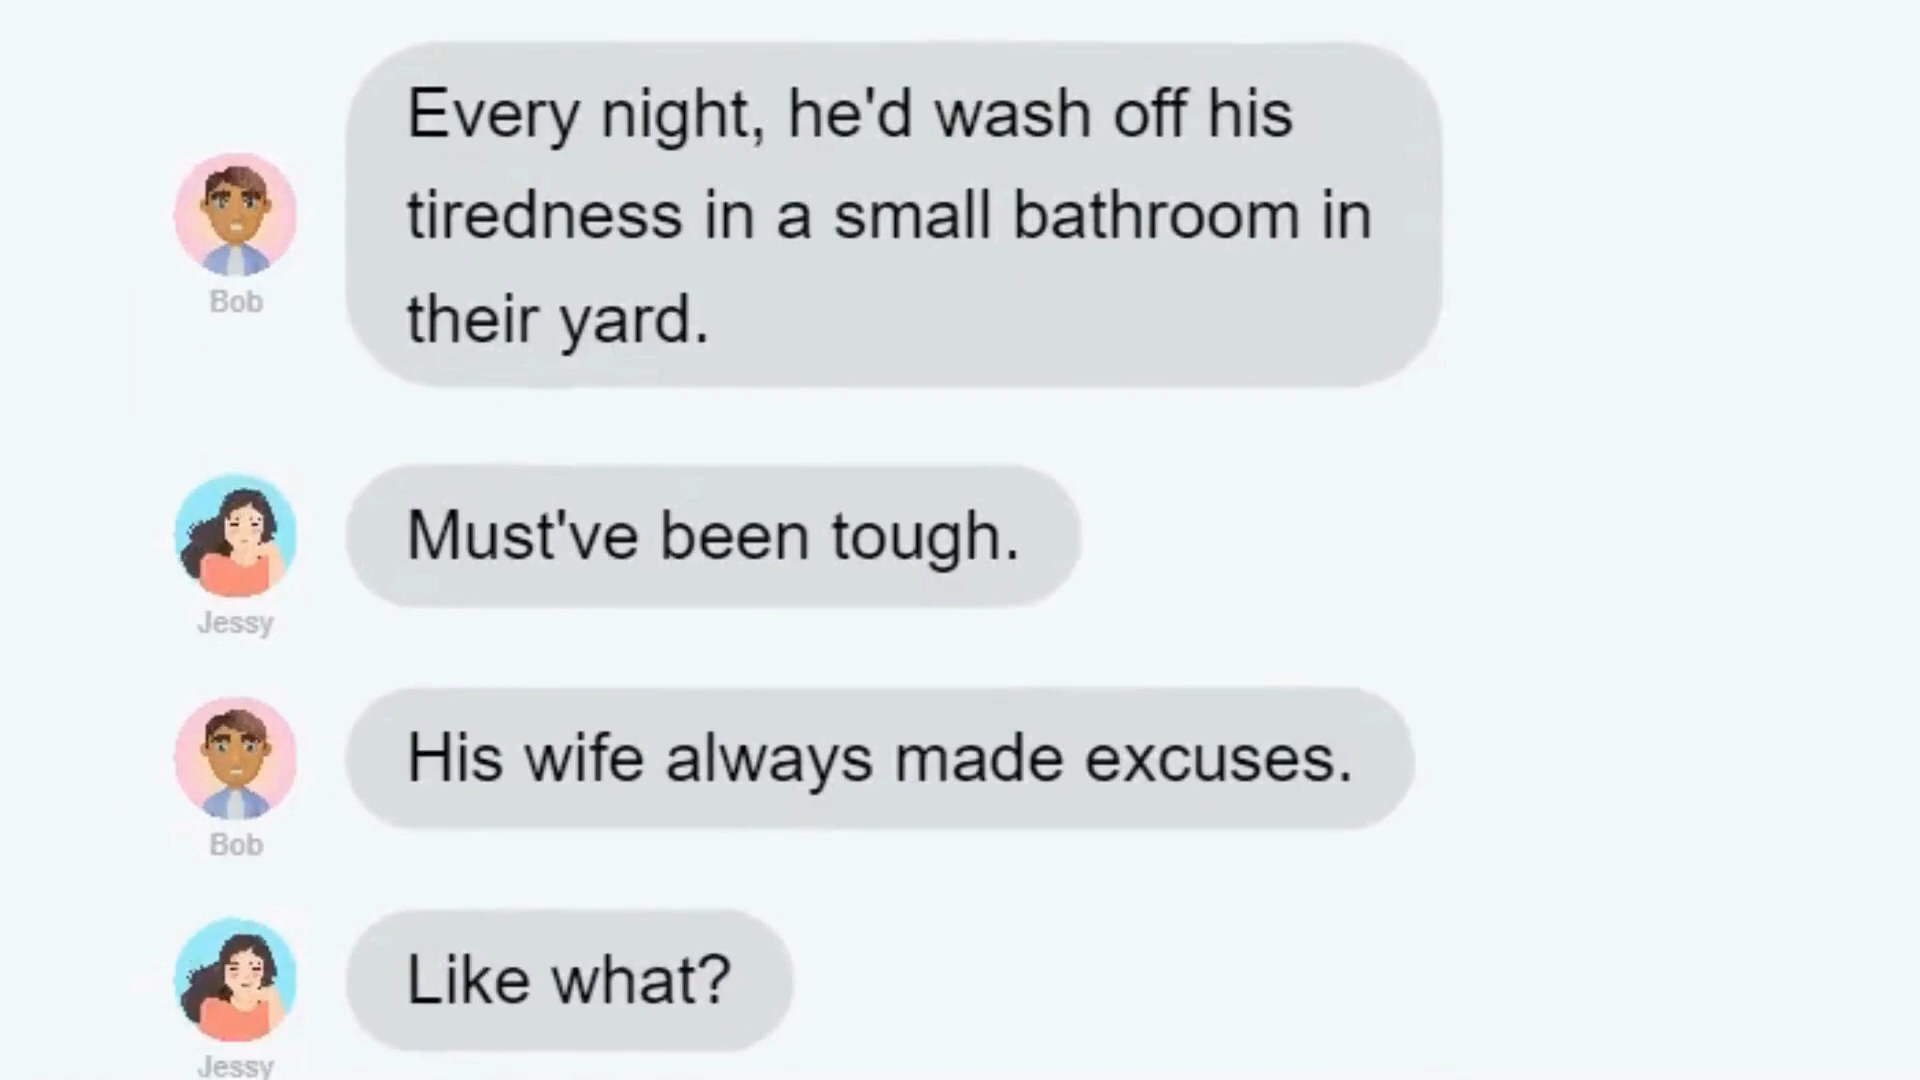 Every night, he'd wash off his
tiredness in a small bathroom in
their yard.
Bob
Must've been tough.
Jessy
His wife always made excuses.
Bob
Like what?
Jessy